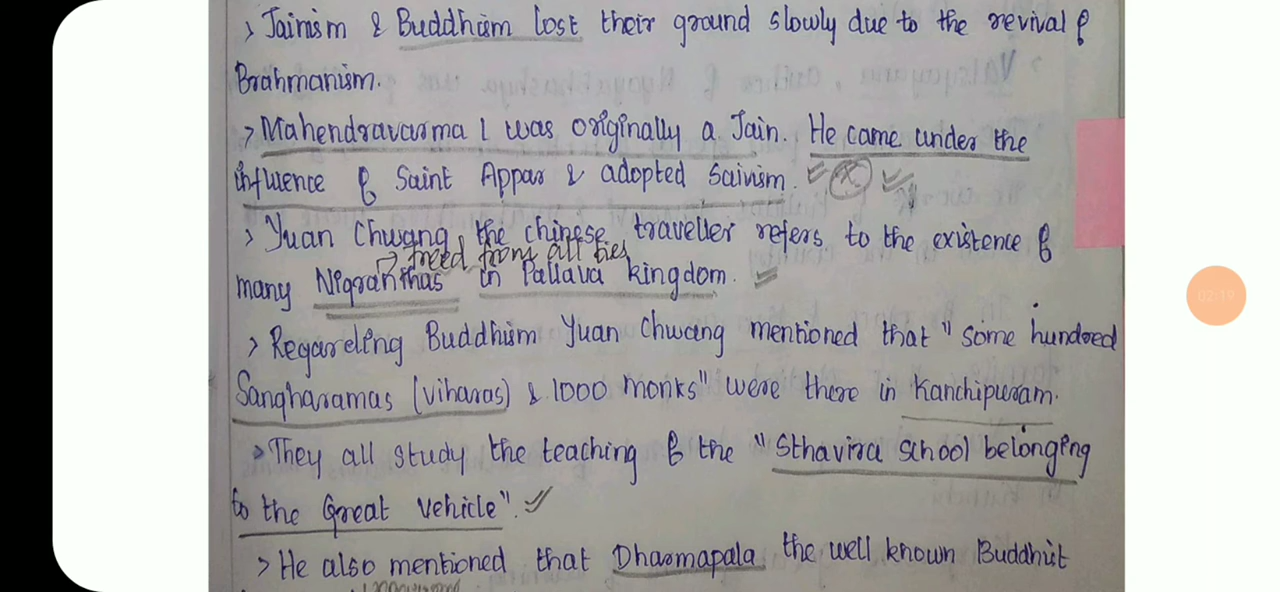 > Jainism & Buddhism lost their ground slowly due to the revival of
Brahmanism.
> Mahendravarma I was originally a Jain. He came under the
influence of Saint Appar & adopted Saivism.
> Yuan Chwang the chinese traveller refers to the existence of
→ freed from all ties
many Nigranthas in Pallava kingdom.
> Regareling Buddhism Yuan Chwang mentioned that "some hundred
Sangharamas (viharas) & 1000 monks" were there in Kanchipuram.
> They all study the teaching of the "Sthavira School belonging
to the Great Vehicle".
> He also mentioned that Dharmapala the well known Buddhist
02:19